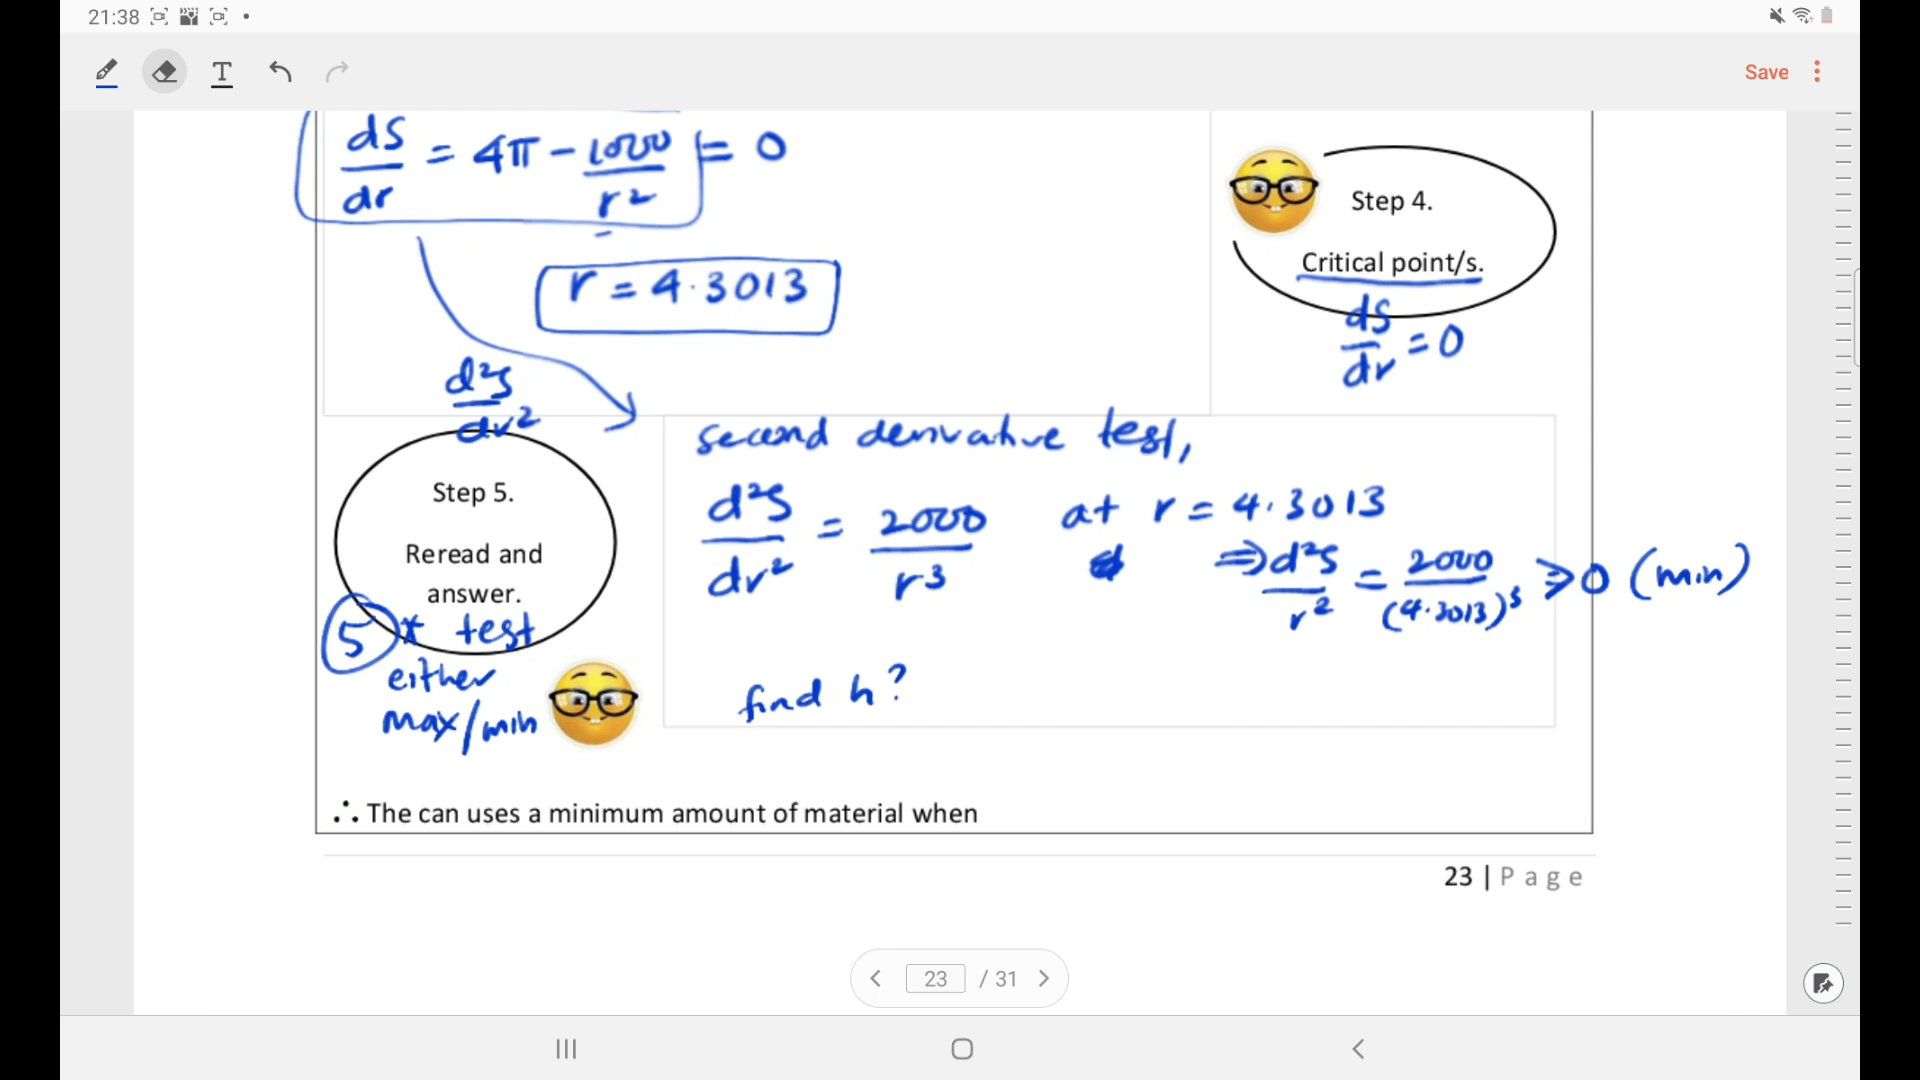 21:38
Save
dS/dr = 4π - 1000/r² = 0
r = 4.3013
Step 4.
Critical point/s.
dS/dr = 0
d²S/dr²
Step 5.
Reread and
answer.
5 * test
either
max/min
second derivative test,
d²S/dr² = 2000/r³ at r = 4.3013
⇒ d²S/r² = 2000/(4.3013)³ >0 (min)
find h?
∴ The can uses a minimum amount of material when
23 | Page
23 / 31